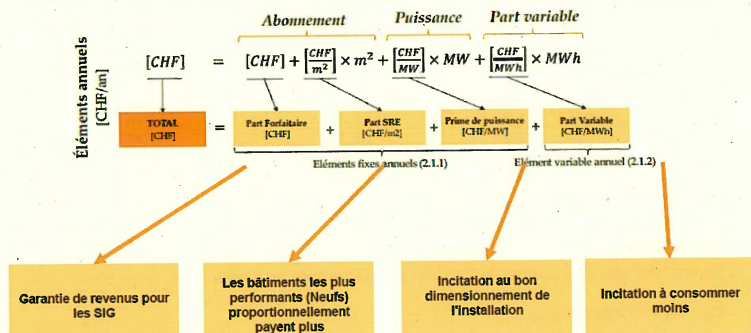 Abonnement Puissance Part variable
Éléments annuels
[CHF/an]
[CHF] = [CHF] + [CHF/m²] × m² + [CHF/MW] × MW + [CHF/MWh] × MWh
TOTAL
[CHF]
=
Part Forfaitaire
[CHF]
+
Part SRE
[CHF/m2]
+
Prime de puissance
[CHF/MW]
+
Part Variable
[CHF/MWh]
Eléments fixes annuels (2.1.1) Elément variable annuel (2.1.2)
Garantie de revenus pour
les SIG
Les bâtiments les plus
performants (Neufs)
proportionnellement
payent plus
Incitation au bon
dimensionnement de
l'installation
Incitation à consommer
moins